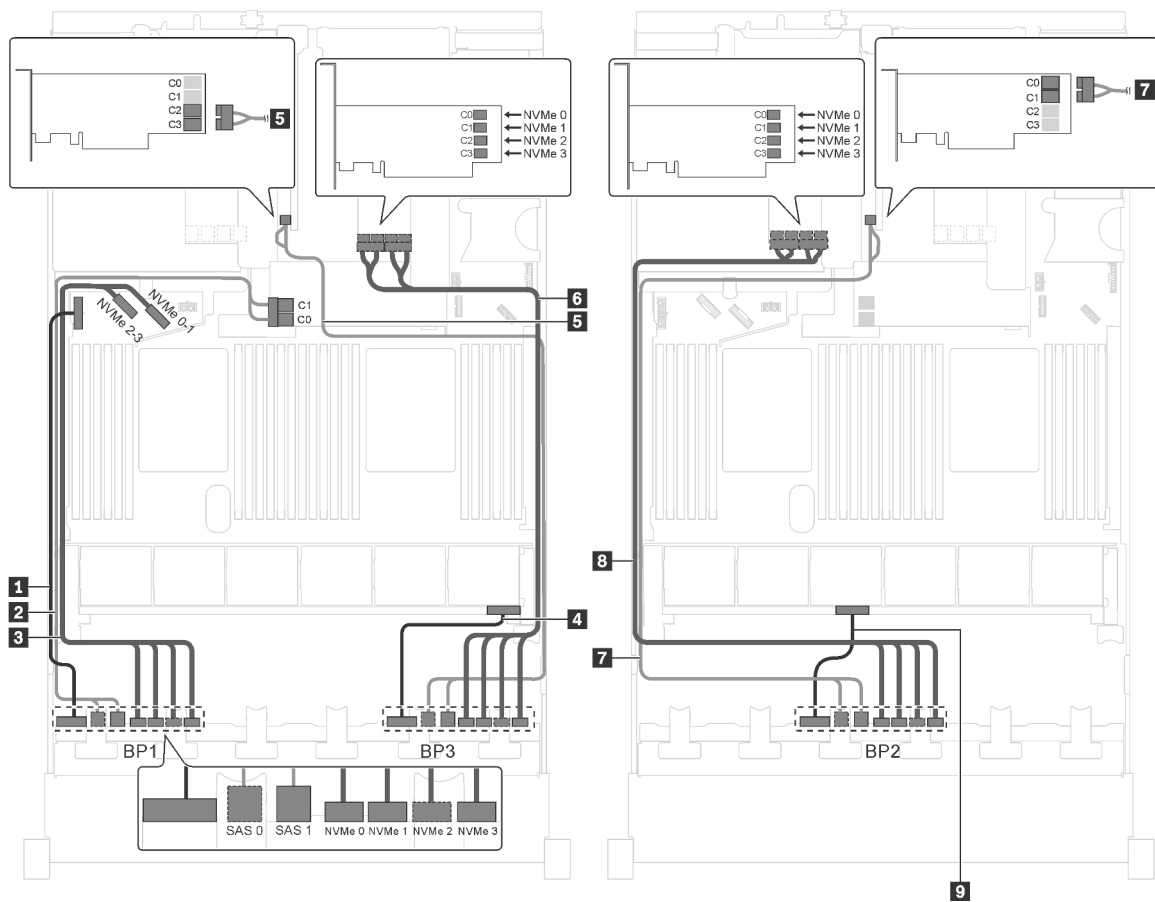 C0
C1
C2
C3
5
C0 NVMe 0
C1 NVMe 1
C2 NVMe 2
C3 NVMe 3
C0 NVMe 0
C1 NVMe 1
C2 NVMe 2
C3 NVMe 3
C0
C1
C2
C3
7
NVMe 2-3
NVMe 0-1
C1
C0
6
5
1
2
3
4
8
7
BP1
BP3
BP2
SAS 0
SAS 1
NVMe 0
NVMe 1
NVMe 2
NVMe 3
9